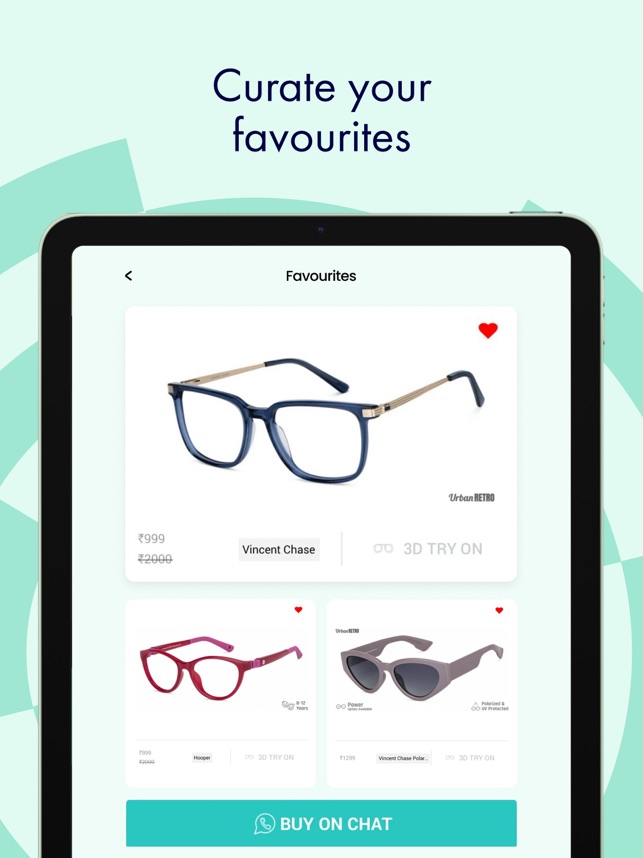 Curate your
favourites
Favourites
Urban RETRO
₹999
₹2000
Vincent Chase
3D TRY ON
8-12
Years
₹999
₹2000
Hooper
3D TRY ON
Urban RETRO
Power
Polarized &
UV Protected
₹1299
Vincent Chase Polar...
3D TRY ON
BUY ON CHAT